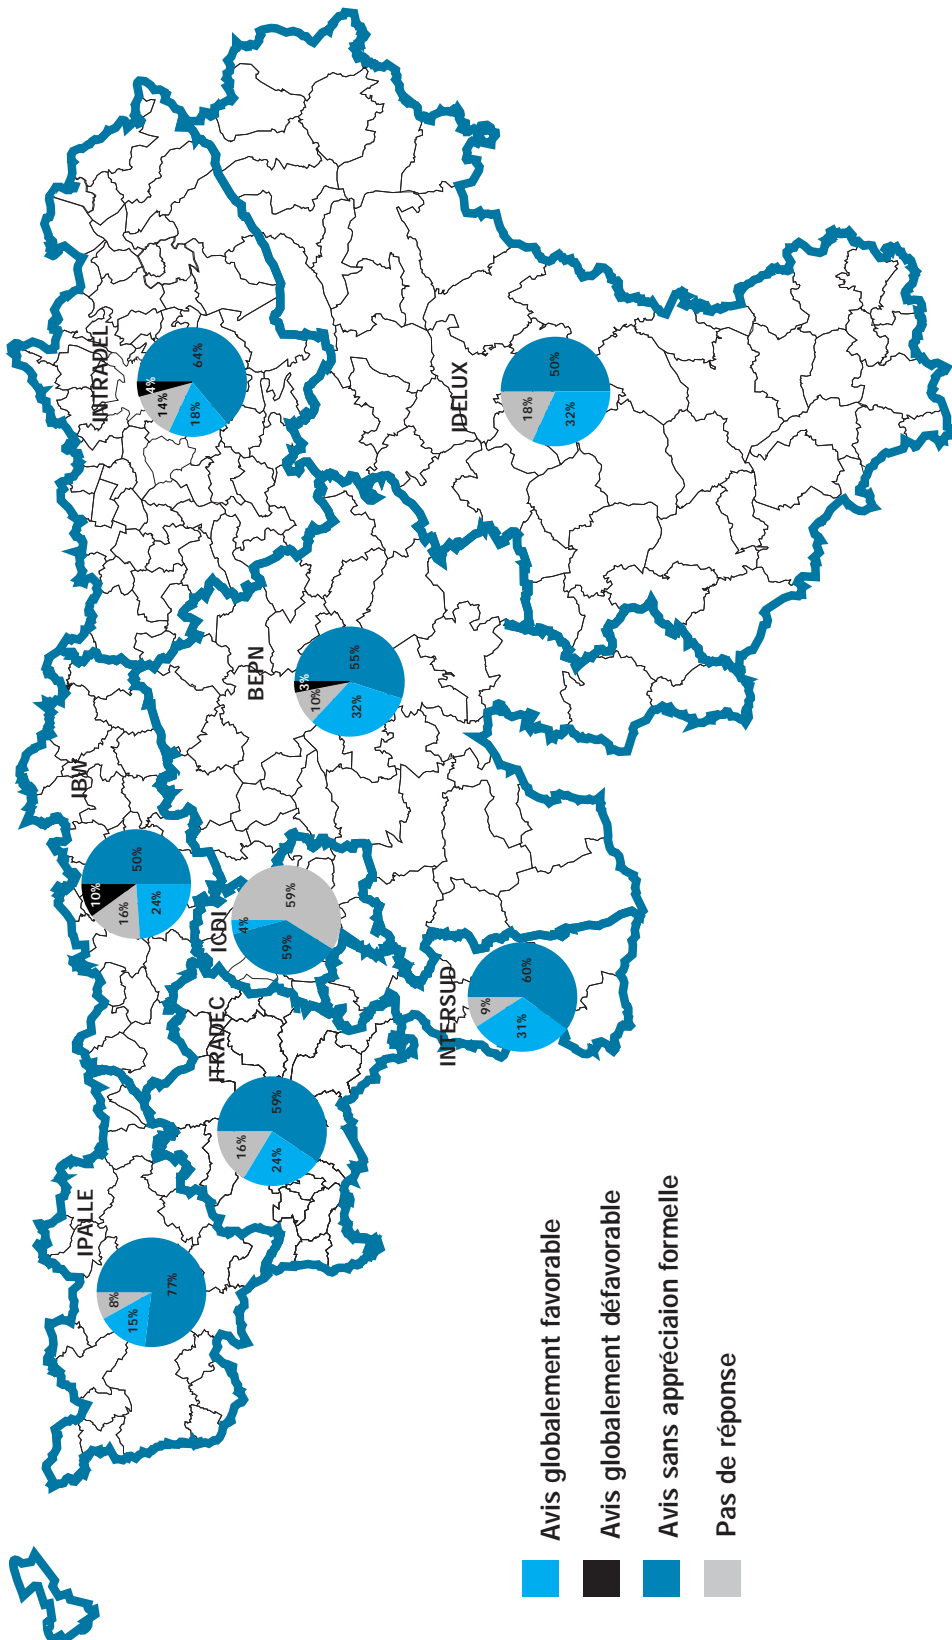 IPALLE
8%
15%
77%
ITRADEC
16%
24%
59%
IBW
10%
16%
24%
50%
ICDI
4%
59%
59%
INTERSUD
9%
31%
60%
BEPN
3%
10%
32%
55%
INTRADEL
4%
14%
18%
64%
IDELUX
18%
32%
50%
Avis globalement favorable
Avis globalement défavorable
Avis sans appréciaion formelle
Pas de réponse